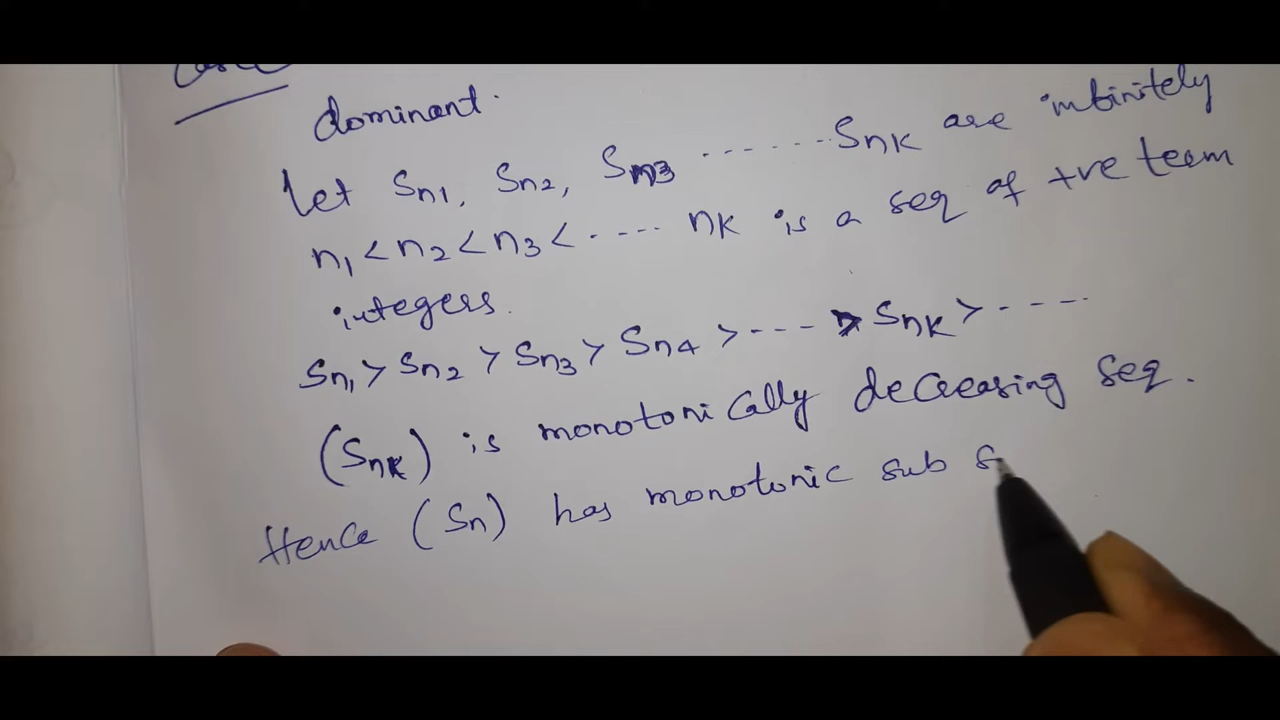 dominant.
Let Sn1, Sn2, Sn3 ....... SnK are infinitely
n1 < n2 < n3 < ..... nK is a seq of +ve team
integers.
Sn1 > Sn2 > Sn3 > Sn4 > ---- > SnK > ----
(SnK) is monotonically decreasing seq.
Hence (Sn) has monotonic sub s